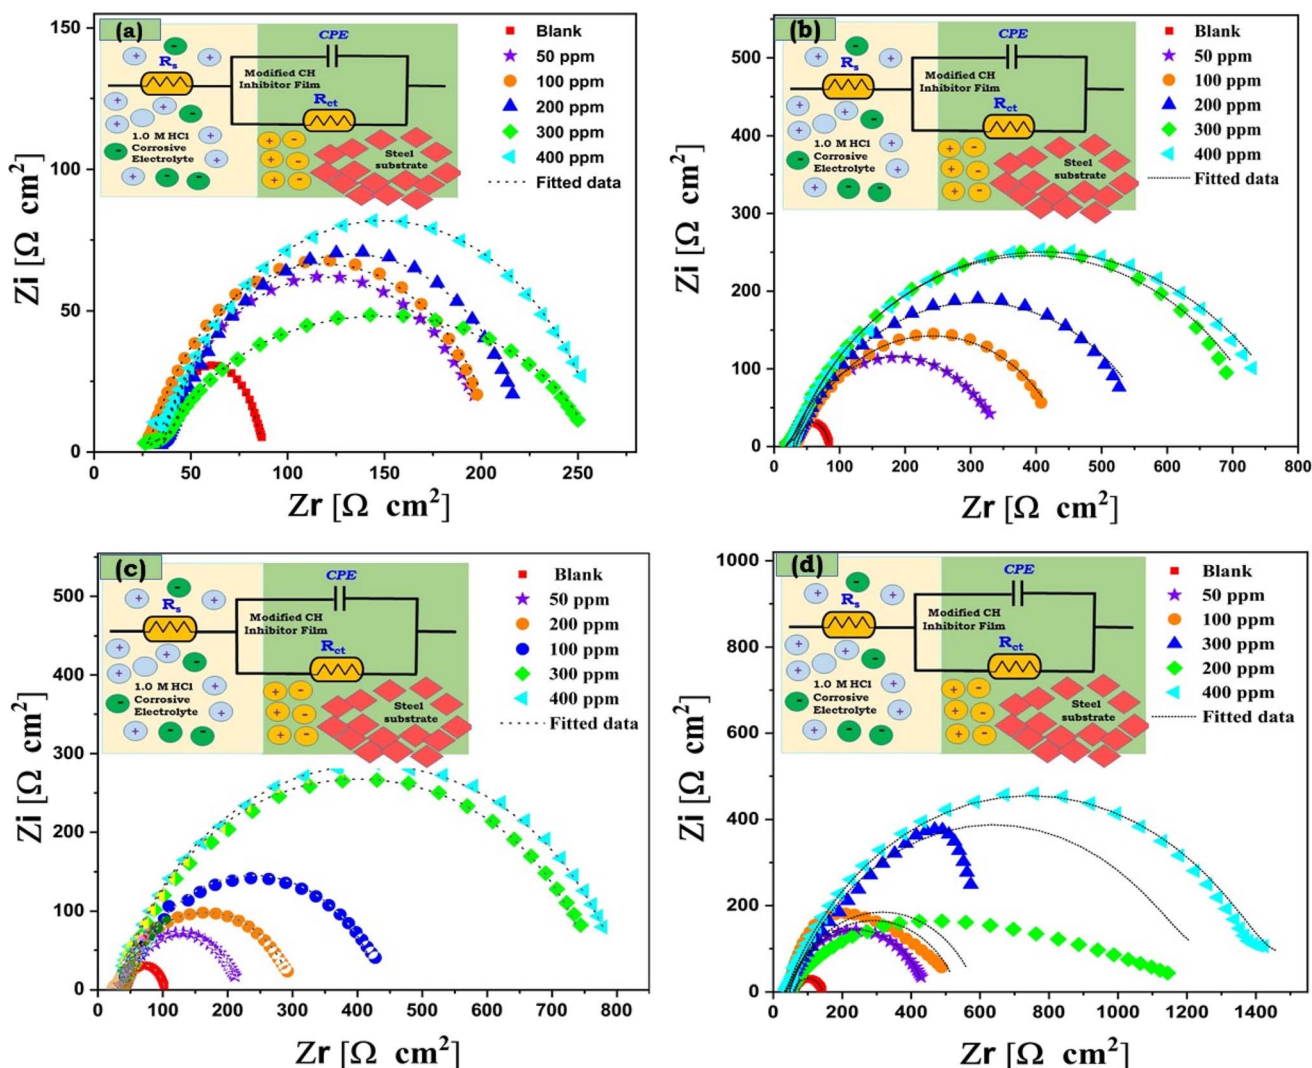 (a)
CPE
Rs
Modified CH
Inhibitor Film
Rct
1.0 M HCl
Corrosive
Electrolyte
Steel
substrate
Blank
50 ppm
100 ppm
200 ppm
300 ppm
400 ppm
Fitted data
150
100
50
0
0 50 100 150 200 250
Zi [Ω cm²]
Zr [Ω cm²]
(b)
CPE
Rs
Modified CH
Inhibitor Film
Rct
1.0 M HCl
Corrosive
Electrolyte
Steel
substrate
Blank
50 ppm
100 ppm
200 ppm
300 ppm
400 ppm
Fitted data
500
400
300
200
100
0
0 100 200 300 400 500 600 700 800
Zi [Ω cm²]
Zr [Ω cm²]
(c)
CPE
Rs
Modified CH
Inhibitor Film
Rct
1.0 M HCl
Corrosive
Electrolyte
Steel
substrate
Blank
50 ppm
200 ppm
100 ppm
300 ppm
400 ppm
Fitted data
500
400
300
200
100
0
0 100 200 300 400 500 600 700 800
Zi [Ω cm²]
Zr [Ω cm²]
(d)
CPE
Rs
Modified CH
Inhibitor Film
Rct
1.0 M HCl
Corrosive
Electrolyte
Steel
substrate
Blank
50 ppm
100 ppm
300 ppm
200 ppm
400 ppm
Fitted data
1000
800
600
400
200
0
0 200 400 600 800 1000 1200 1400
Zi [Ω cm²]
Zr [Ω cm²]